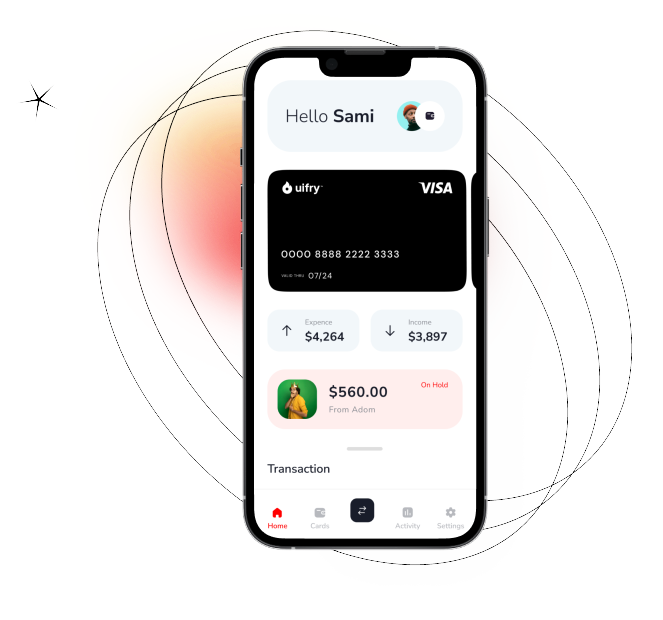 Hello Sami
uifry™
VISA
0000 8888 2222 3333
VALID THRU 07/24
Expence
$4,264
Income
$3,897
$560.00
On Hold
From Adom
Transaction
Home
Cards
Activity
Settings